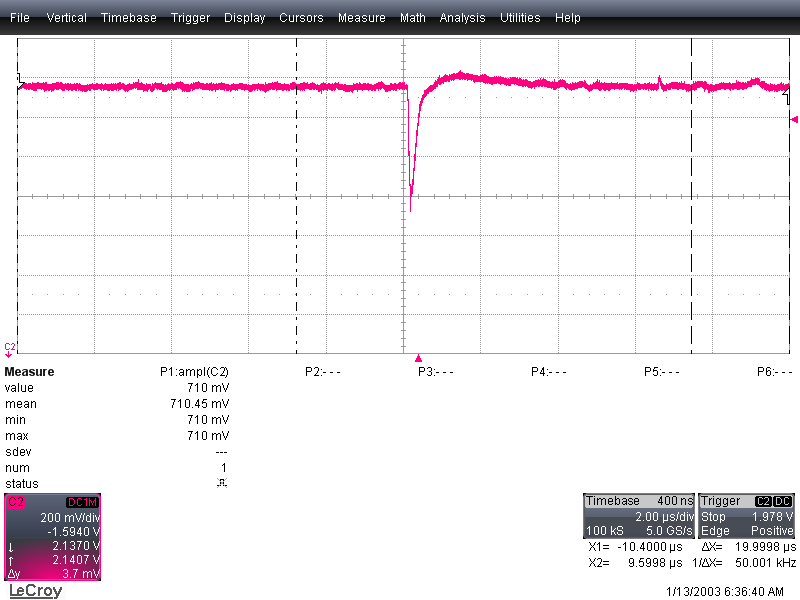 File Vertical Timebase Trigger Display Cursors Measure Math Analysis Utilities Help
C2
Measure P1:ampl(C2) P2:--- P3:--- P4:--- P5:--- P6:---
value 710 mV
mean 710.45 mV
min 710 mV
max 710 mV
sdev ---
num 1
status
C2 DC1M
200 mV/div
-1.5940 V
↓ 2.1370 V
↑ 2.1407 V
Δy 3.7 mV
Timebase 400 ns
2.00 µs/div
100 kS 5.0 GS/s
Trigger C2 DC
Stop 1.978 V
Edge Positive
X1= -10.4000 µs ΔX= 19.9998 µs
X2= 9.5998 µs 1/ΔX= 50.001 kHz
LeCroy
1/13/2003 6:36:40 AM